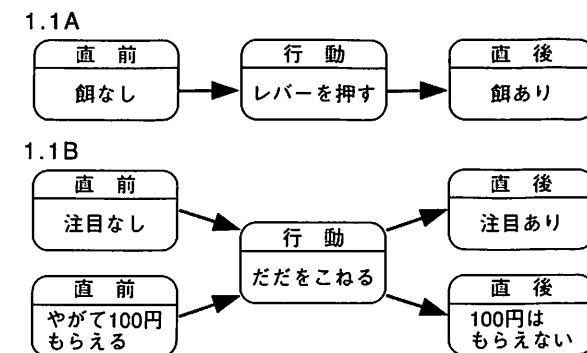 1.1A
直 前
餌なし
行 動
レバーを押す
直 後
餌あり
1.1B
直 前
注目なし
直 前
やがて100円
もらえる
行 動
だだをこねる
直 後
注目あり
直 後
100円は
もらえない